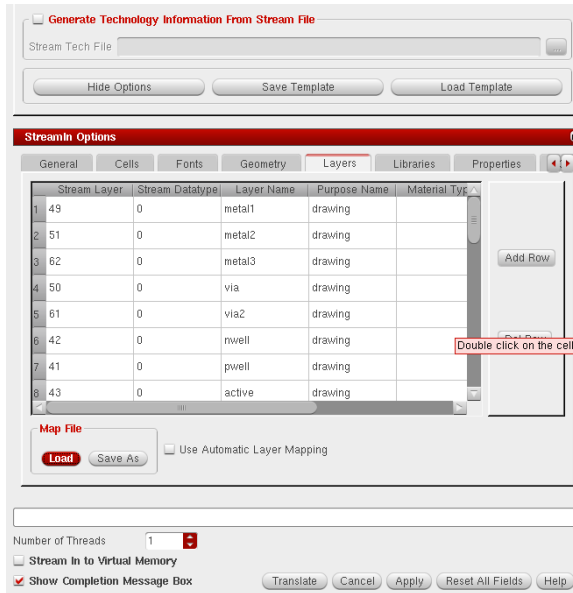 Generate Technology Information From Stream File
Stream Tech File
...
Hide Options Save Template Load Template
StreamIn Options
General Cells Fonts Geometry Layers Libraries Properties
Stream Layer Stream Datatype Layer Name Purpose Name Material Typ
1 49 0 metal1 drawing
2 51 0 metal2 drawing
3 62 0 metal3 drawing
4 50 0 via drawing
5 61 0 via2 drawing
6 42 0 nwell drawing
7 41 0 pwell drawing
8 43 0 active drawing
Add Row
Double click on the cell
Map File
Load Save As
Use Automatic Layer Mapping
Number of Threads 1
Stream In to Virtual Memory
Show Completion Message Box
Translate Cancel Apply Reset All Fields Help